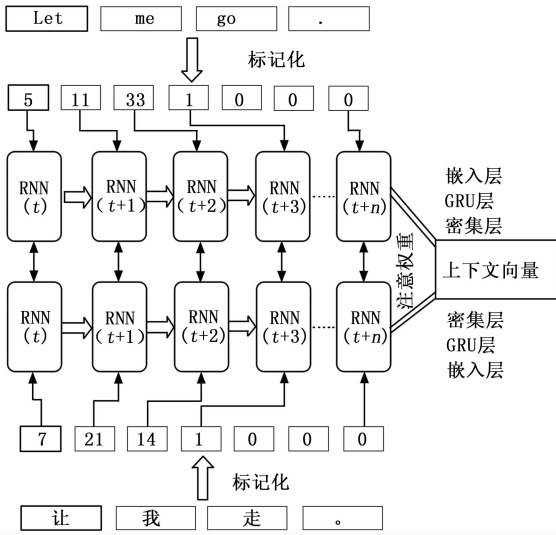 Let me go .
标记化
5 11 33 1 0 0 0
RNN RNN RNN RNN RNN
(t) (t+1) (t+2) (t+3) (t+n)
嵌入层
GRU层
密集层
注意权重
上下文向量
RNN RNN RNN RNN RNN
(t) (t+1) (t+2) (t+3) (t+n)
密集层
GRU层
嵌入层
7 21 14 1 0 0 0
标记化
让 我 走 。